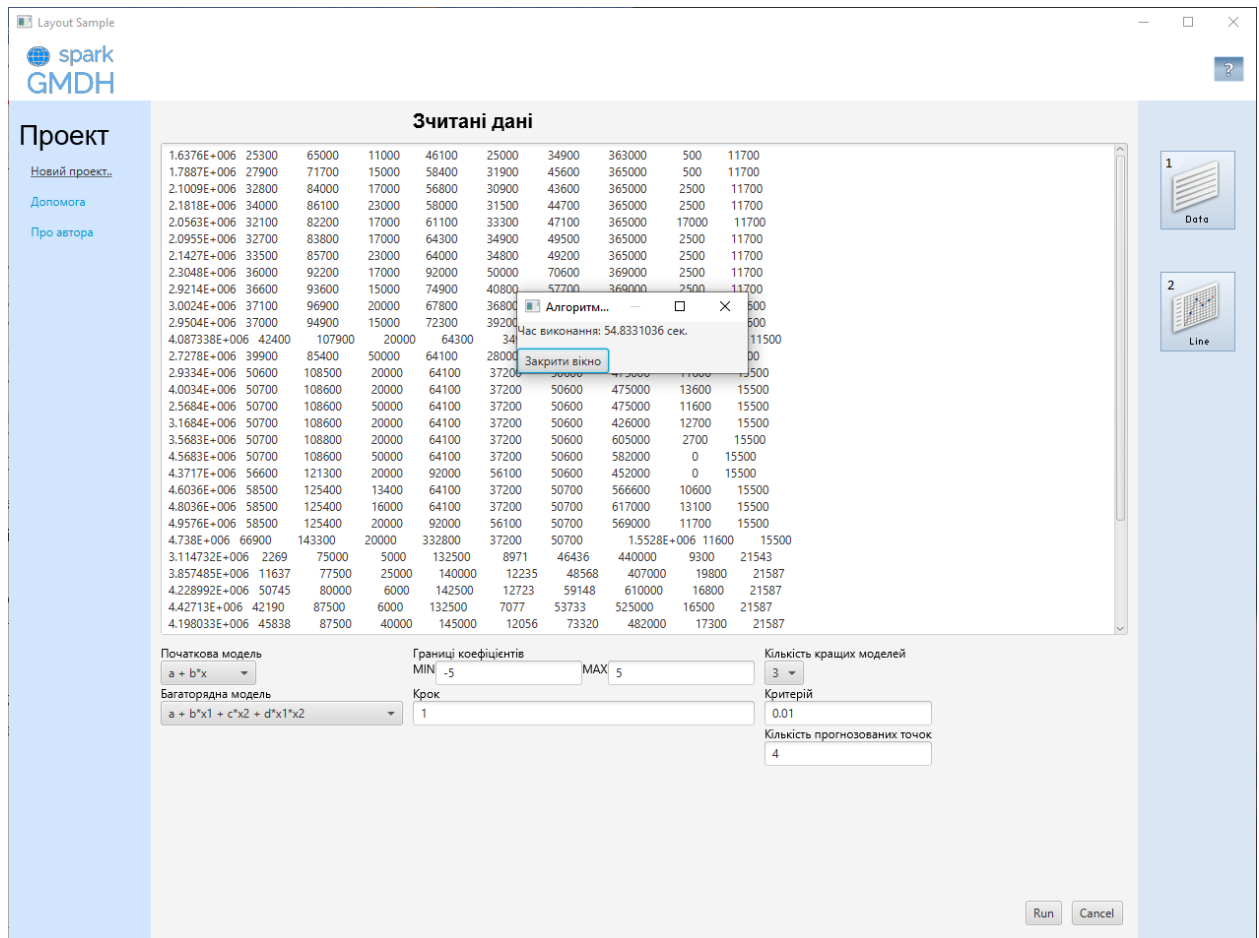 Layout Sample
spark
GMDH
?
Проект
Новий проект..
Допомога
Про автора
Зчитані дані
1.6376E+006 25300 65000 11000 46100 25000 34900 363000 500 11700
1.7887E+006 27900 71700 15000 58400 31900 45600 365000 500 11700
2.1009E+006 32800 84000 17000 56800 30900 43600 365000 2500 11700
2.1818E+006 34000 86100 23000 58000 31500 44700 365000 2500 11700
2.0563E+006 32100 82200 17000 61100 33300 47100 365000 17000 11700
2.0955E+006 32700 83800 17000 64300 34900 49500 365000 2500 11700
2.1427E+006 33500 85700 23000 64000 34800 49200 365000 2500 11700
2.3048E+006 36000 92200 17000 92000 50000 70600 369000 2500 11700
2.9214E+006 36600 93600 15000 74900 40800 57700 369000 2500 11700
3.0024E+006 37100 96900 20000 67800 36800
2.9504E+006 37000 94900 15000 72300 39200
4.087338E+006 42400 107900 20000 64300 11500
2.7278E+006 39900 85400 50000 64100 28000
2.9334E+006 50600 108500 20000 64100 37200 50600 475000 11600 15500
4.0034E+006 50700 108600 20000 64100 37200 50600 475000 13600 15500
2.5684E+006 50700 108600 50000 64100 37200 50600 475000 11600 15500
3.1684E+006 50700 108600 20000 64100 37200 50600 426000 12700 15500
3.5683E+006 50700 108800 20000 64100 37200 50600 605000 2700 15500
4.5683E+006 50700 108600 50000 64100 37200 50600 582000 0 15500
4.3717E+006 56600 121300 20000 92000 56100 50600 452000 0 15500
4.6036E+006 58500 125400 13400 64100 37200 50700 566600 10600 15500
4.8036E+006 58500 125400 16000 64100 37200 50700 617000 13100 15500
4.9576E+006 58500 125400 20000 92000 56100 50700 569000 11700 15500
4.738E+006 66900 143300 20000 332800 37200 50700 1.5528E+006 11600 15500
3.114732E+006 2269 75000 5000 132500 8971 46436 440000 9300 21543
3.857485E+006 11637 77500 25000 140000 12235 48568 407000 19800 21587
4.228992E+006 50745 80000 6000 142500 12723 59148 610000 16800 21587
4.42713E+006 42190 87500 6000 132500 7077 53733 525000 16500 21587
4.198033E+006 45838 87500 40000 145000 12056 73320 482000 17300 21587
Алгоритм...
Час виконання: 54.8331036 сек.
Закрити вікно
1
Data
2
Line
Початкова модель
a + b*x
Багаторядна модель
a + b*x1 + c*x2 + d*x1*x2
Границі коефіцієнтів
MIN -5 MAX 5
Крок
1
Кількість кращих моделей
3
Критерій
0.01
Кількість прогнозованих точок
4
Run Cancel